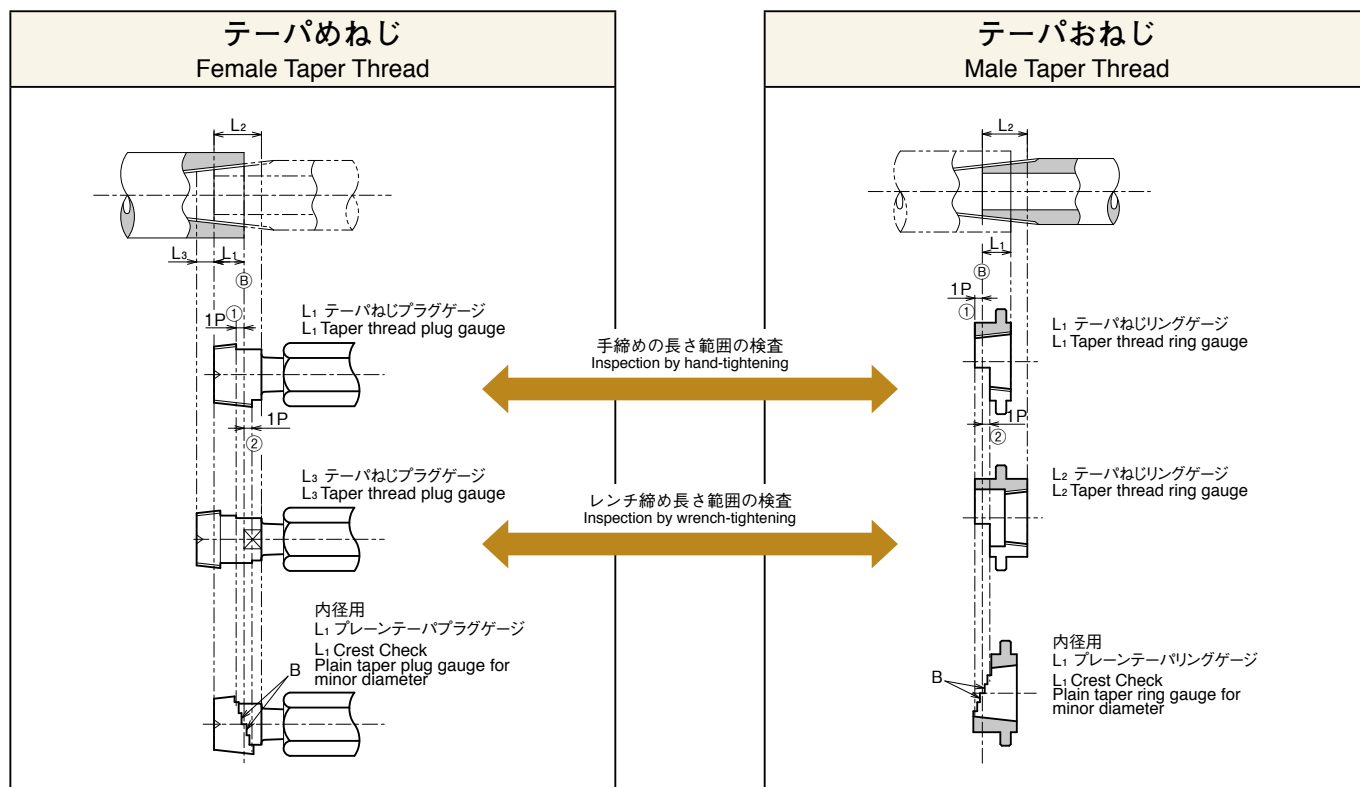 テーパめねじ
Female Taper Thread
L₂
L₃
L₁
Ⓑ
1P
①
L₁ テーパねじプラグゲージ
L₁ Taper thread plug gauge
1P
②
L₃ テーパねじプラグゲージ
L₃ Taper thread plug gauge
内径用
L₁ プレーンテーパプラグゲージ
L₁ Crest Check
Plain taper plug gauge for
minor diameter
B
手締めの長さ範囲の検査
Inspection by hand-tightening
レンチ締め長さ範囲の検査
Inspection by wrench-tightening
テーパおねじ
Male Taper Thread
L₂
L₁
Ⓑ
1P
①
L₁ テーパねじリングゲージ
L₁ Taper thread ring gauge
1P
②
L₂ テーパねじリングゲージ
L₂ Taper thread ring gauge
内径用
L₁ プレーンテーパリングゲージ
L₁ Crest Check
Plain taper ring gauge for
minor diameter
B